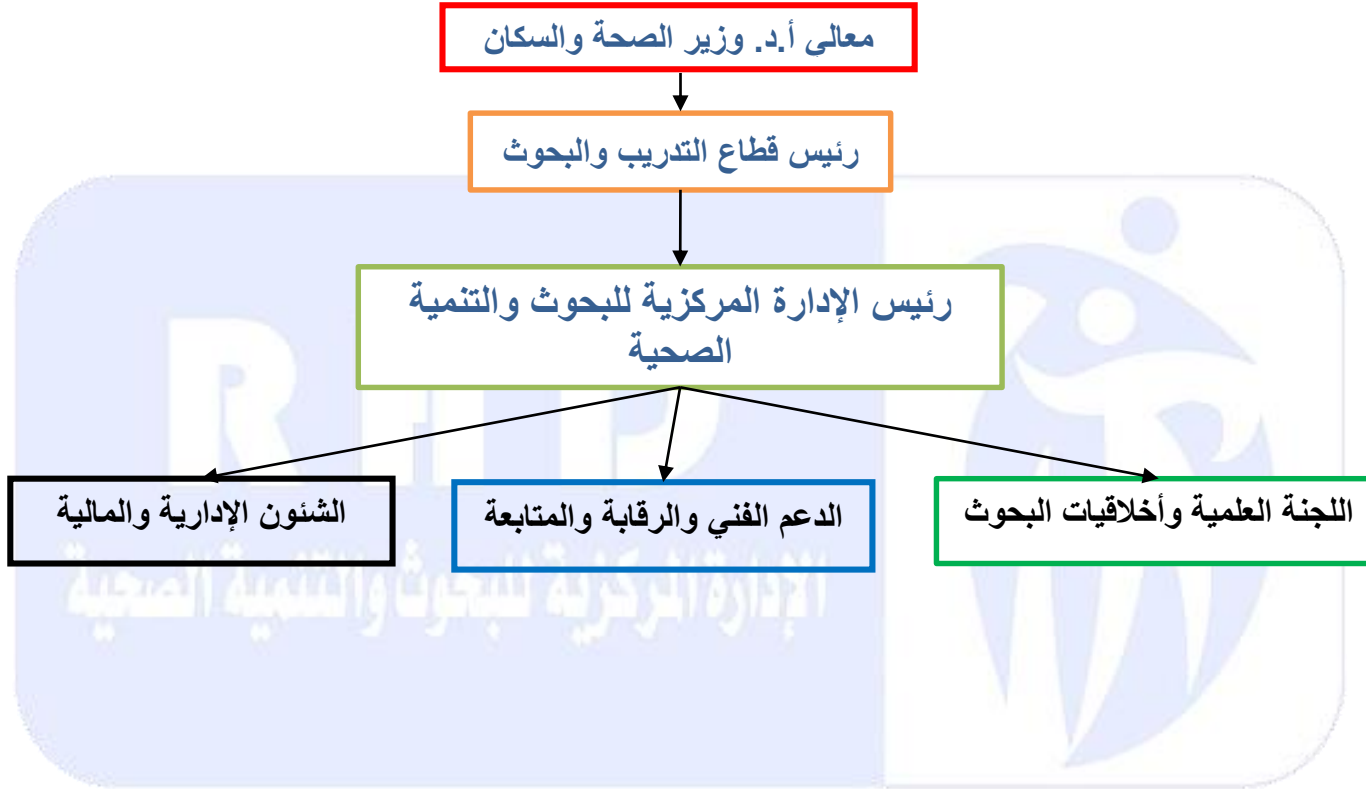 معالي أ.د. وزير الصحة والسكان
رئيس قطاع التدريب والبحوث
رئيس الإدارة المركزية للبحوث والتنمية
الصحية
اللجنة العلمية وأخلاقيات البحوث
الدعم الفني والرقابة والمتابعة
الشئون الإدارية والمالية
R H D
الإدارة المركزية للبحوث والتنمية الصحية